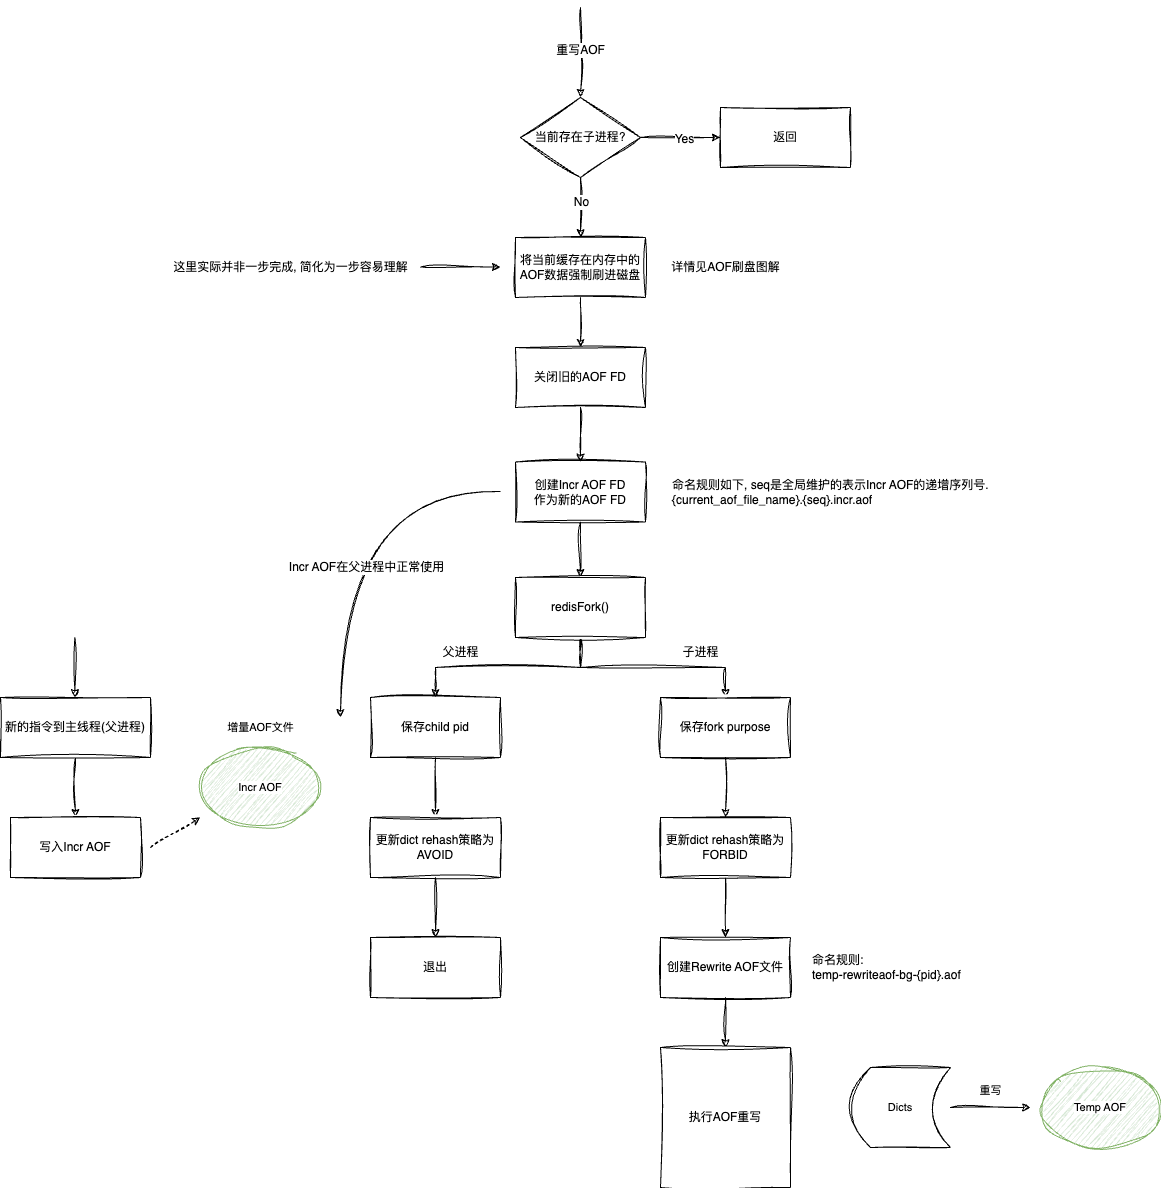 重写AOF
当前存在子进程?
Yes
返回
No
这里实际并非一步完成, 简化为一步容易理解
将当前缓存在内存中的
AOF数据强制刷进磁盘
详情见AOF刷盘图解
关闭旧的AOF FD
创建Incr AOF FD
作为新的AOF FD
命名规则如下, seq是全局维护的表示Incr AOF的递增序列号.
{current_aof_file_name}.{seq}.incr.aof
Incr AOF在父进程中正常使用
redisFork()
父进程
子进程
新的指令到主线程(父进程)
增量AOF文件
保存child pid
保存fork purpose
Incr AOF
写入Incr AOF
更新dict rehash策略为
AVOID
更新dict rehash策略为
FORBID
退出
创建Rewrite AOF文件
命名规则:
temp-rewriteaof-bg-{pid}.aof
执行AOF重写
Dicts
重写
Temp AOF